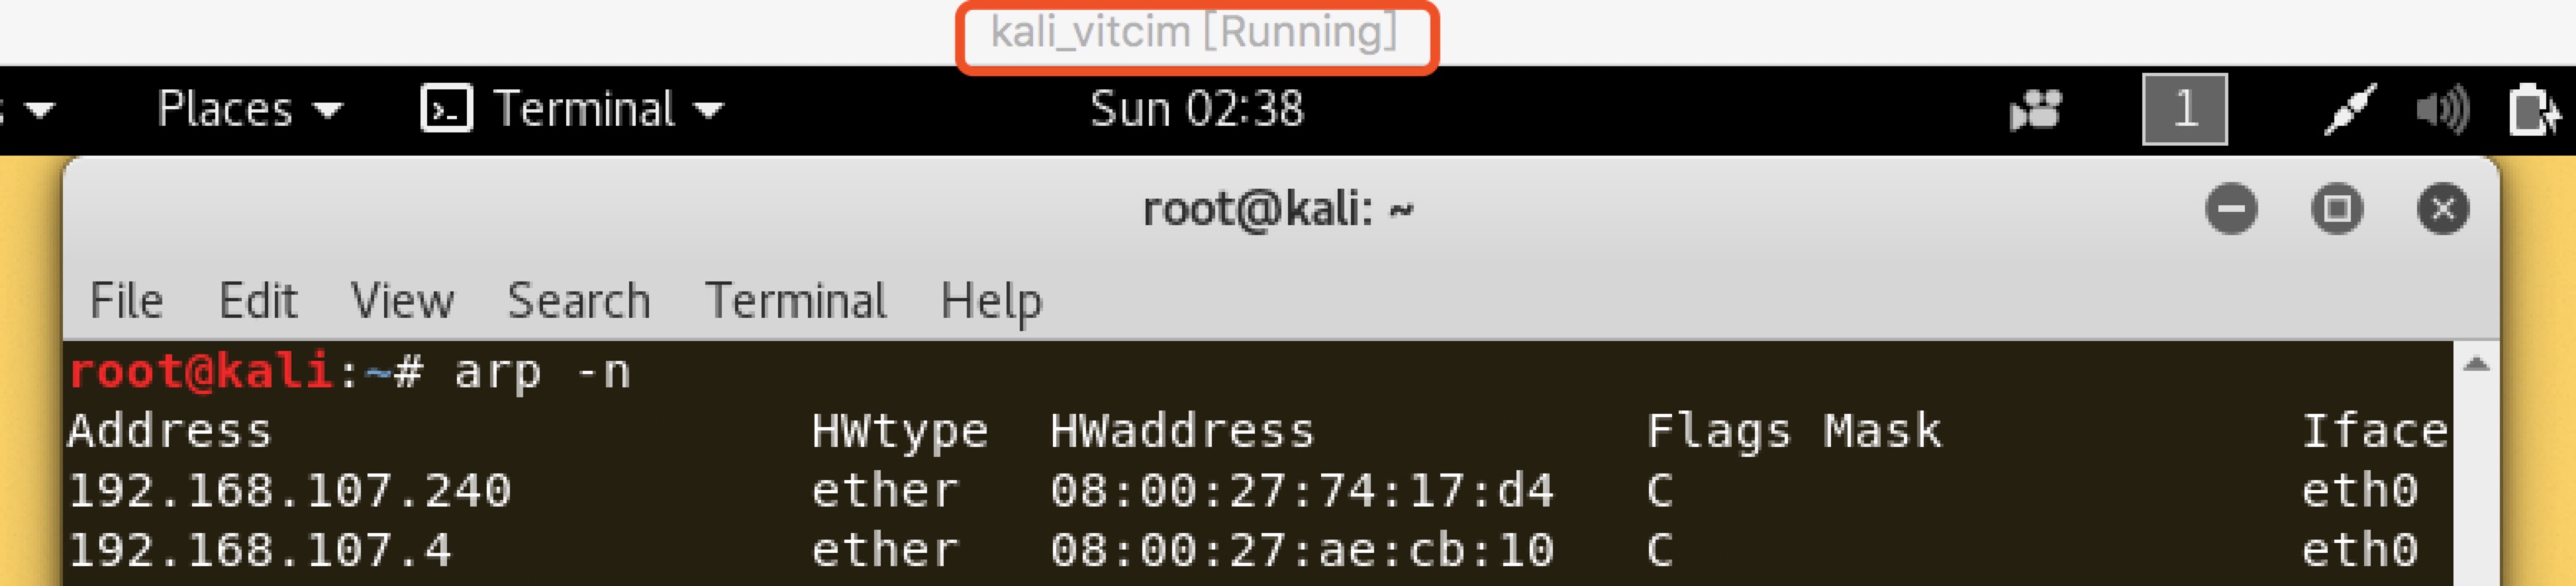 kali_vitcim [Running]
Places Terminal Sun 02:38 1
root@kali: ~
File Edit View Search Terminal Help
root@kali:~# arp -n
Address HWtype HWaddress Flags Mask Iface
192.168.107.240 ether 08:00:27:74:17:d4 C eth0
192.168.107.4 ether 08:00:27:ae:cb:10 C eth0